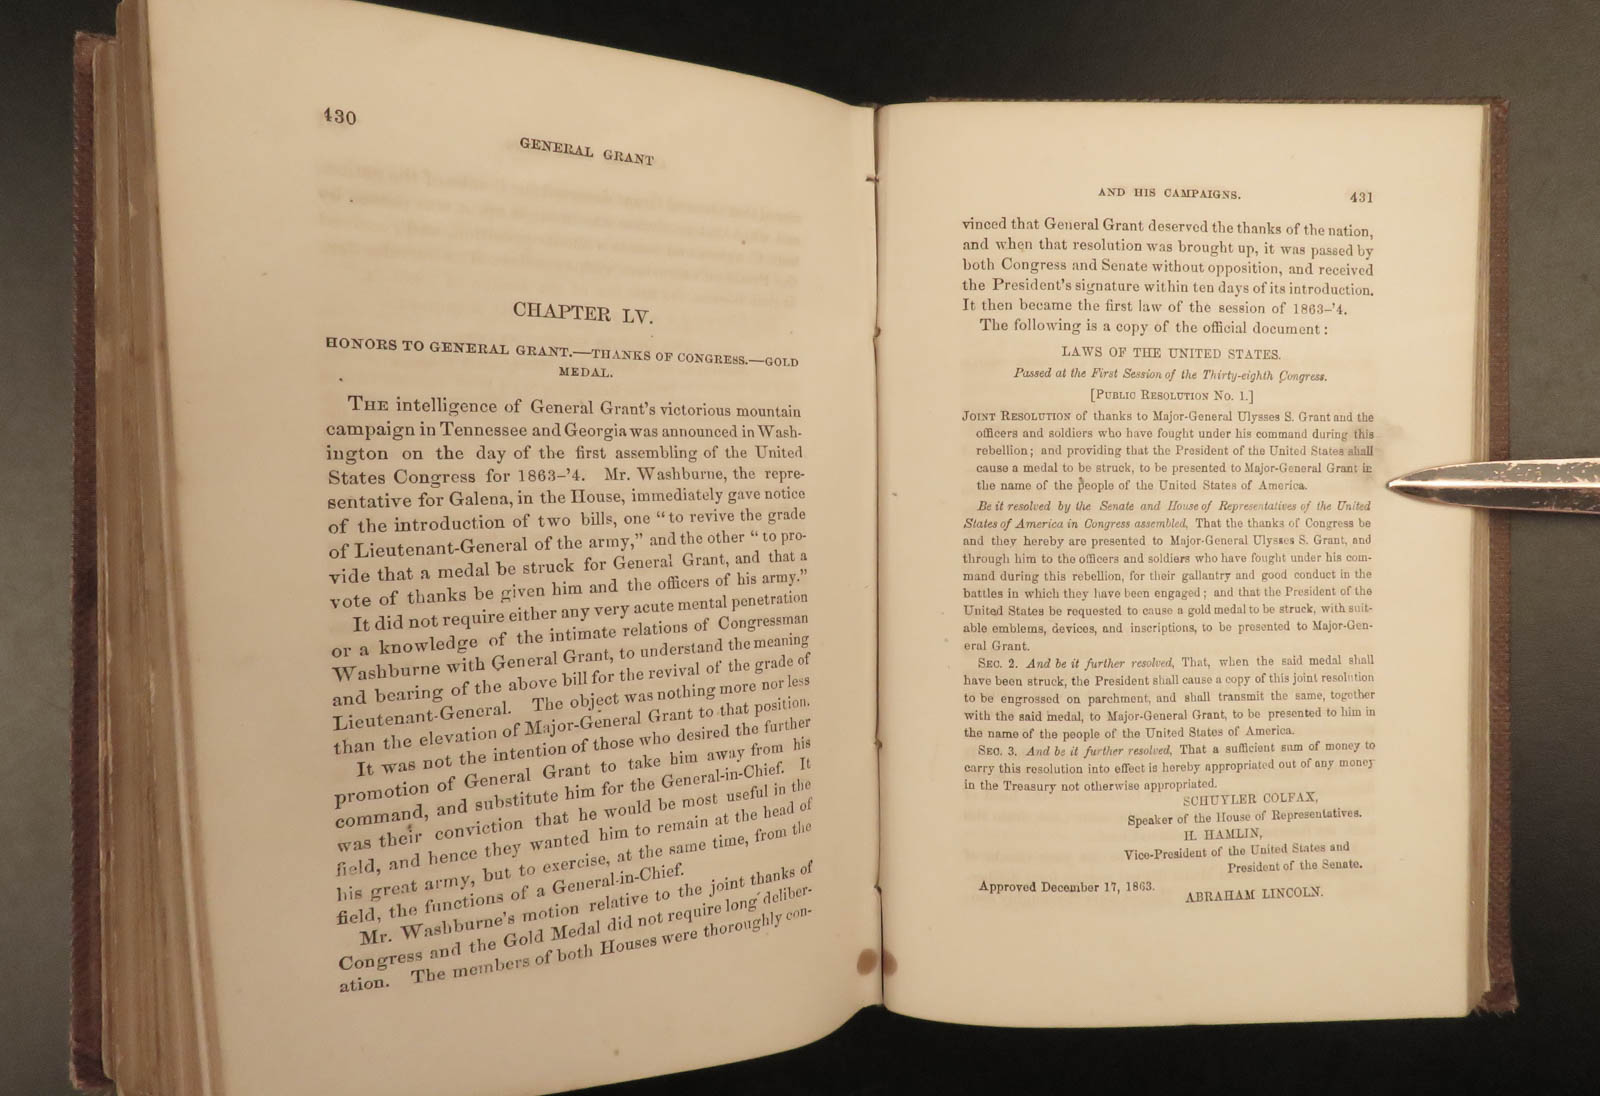 430
GENERAL GRANT
CHAPTER LV.
HONORS TO GENERAL GRANT.—THANKS OF CONGRESS.—GOLD
MEDAL.
THE intelligence of General Grant's victorious mountain
campaign in Tennessee and Georgia was announced in Wash-
ington on the day of the first assembling of the United
States Congress for 1863-'4. Mr. Washburne, the repre-
sentative for Galena, in the House, immediately gave notice
of the introduction of two bills, one "to revive the grade
of Lieutenant-General of the army," and the other "to pro-
vide that a medal be struck for General Grant, and that a
vote of thanks be given him and the officers of his army."
It did not require either any very acute mental penetration
or a knowledge of the intimate relations of Congressman
Washburne with General Grant, to understand the meaning
and bearing of the above bill for the revival of the grade of
Lieutenant-General. The object was nothing more nor less
than the elevation of Major-General Grant to that position.
It was not the intention of those who desired the further
promotion of General Grant to take him away from his
command, and substitute him for the General-in-Chief. It
was their conviction that he would be most useful in the
field, and hence they wanted him to remain at the head of
his great army, but to exercise, at the same time, from the
field, the functions of a General-in-Chief.
Mr. Washburne's motion relative to the joint thanks of
Congress and the Gold Medal did not require long deliber-
ation. The members of both Houses were thoroughly con-
AND HIS CAMPAIGNS.
431
vinced that General Grant deserved the thanks of the nation,
and when that resolution was brought up, it was passed by
both Congress and Senate without opposition, and received
the President's signature within ten days of its introduction.
It then became the first law of the session of 1863-'4.
The following is a copy of the official document:
LAWS OF THE UNITED STATES.
Passed at the First Session of the Thirty-eighth Congress.
[PUBLIC RESOLUTION No. 1.]
JOINT RESOLUTION of thanks to Major-General Ulysses S. Grant and the
officers and soldiers who have fought under his command during this
rebellion; and providing that the President of the United States shall
cause a medal to be struck, to be presented to Major-General Grant in
the name of the people of the United States of America.
Be it resolved by the Senate and House of Representatives of the United
States of America in Congress assembled, That the thanks of Congress be
and they hereby are presented to Major-General Ulysses S. Grant, and
through him to the officers and soldiers who have fought under his com-
mand during this rebellion, for their gallantry and good conduct in the
battles in which they have been engaged; and that the President of the
United States be requested to cause a gold medal to be struck, with suit-
able emblems, devices, and inscriptions, to be presented to Major-Gen-
eral Grant.
SEC. 2. And be it further resolved, That, when the said medal shall
have been struck, the President shall cause a copy of this joint resolution
to be engrossed on parchment, and shall transmit the same, together
with the said medal, to Major-General Grant, to be presented to him in
the name of the people of the United States of America.
SEC. 3. And be it further resolved, That a sufficient sum of money to
carry this resolution into effect is hereby appropriated out of any money
in the Treasury not otherwise appropriated.
SCHUYLER COLFAX,
Speaker of the House of Representatives.
H. HAMLIN,
Vice-President of the United States and
President of the Senate.
Approved December 17, 1863.
ABRAHAM LINCOLN.